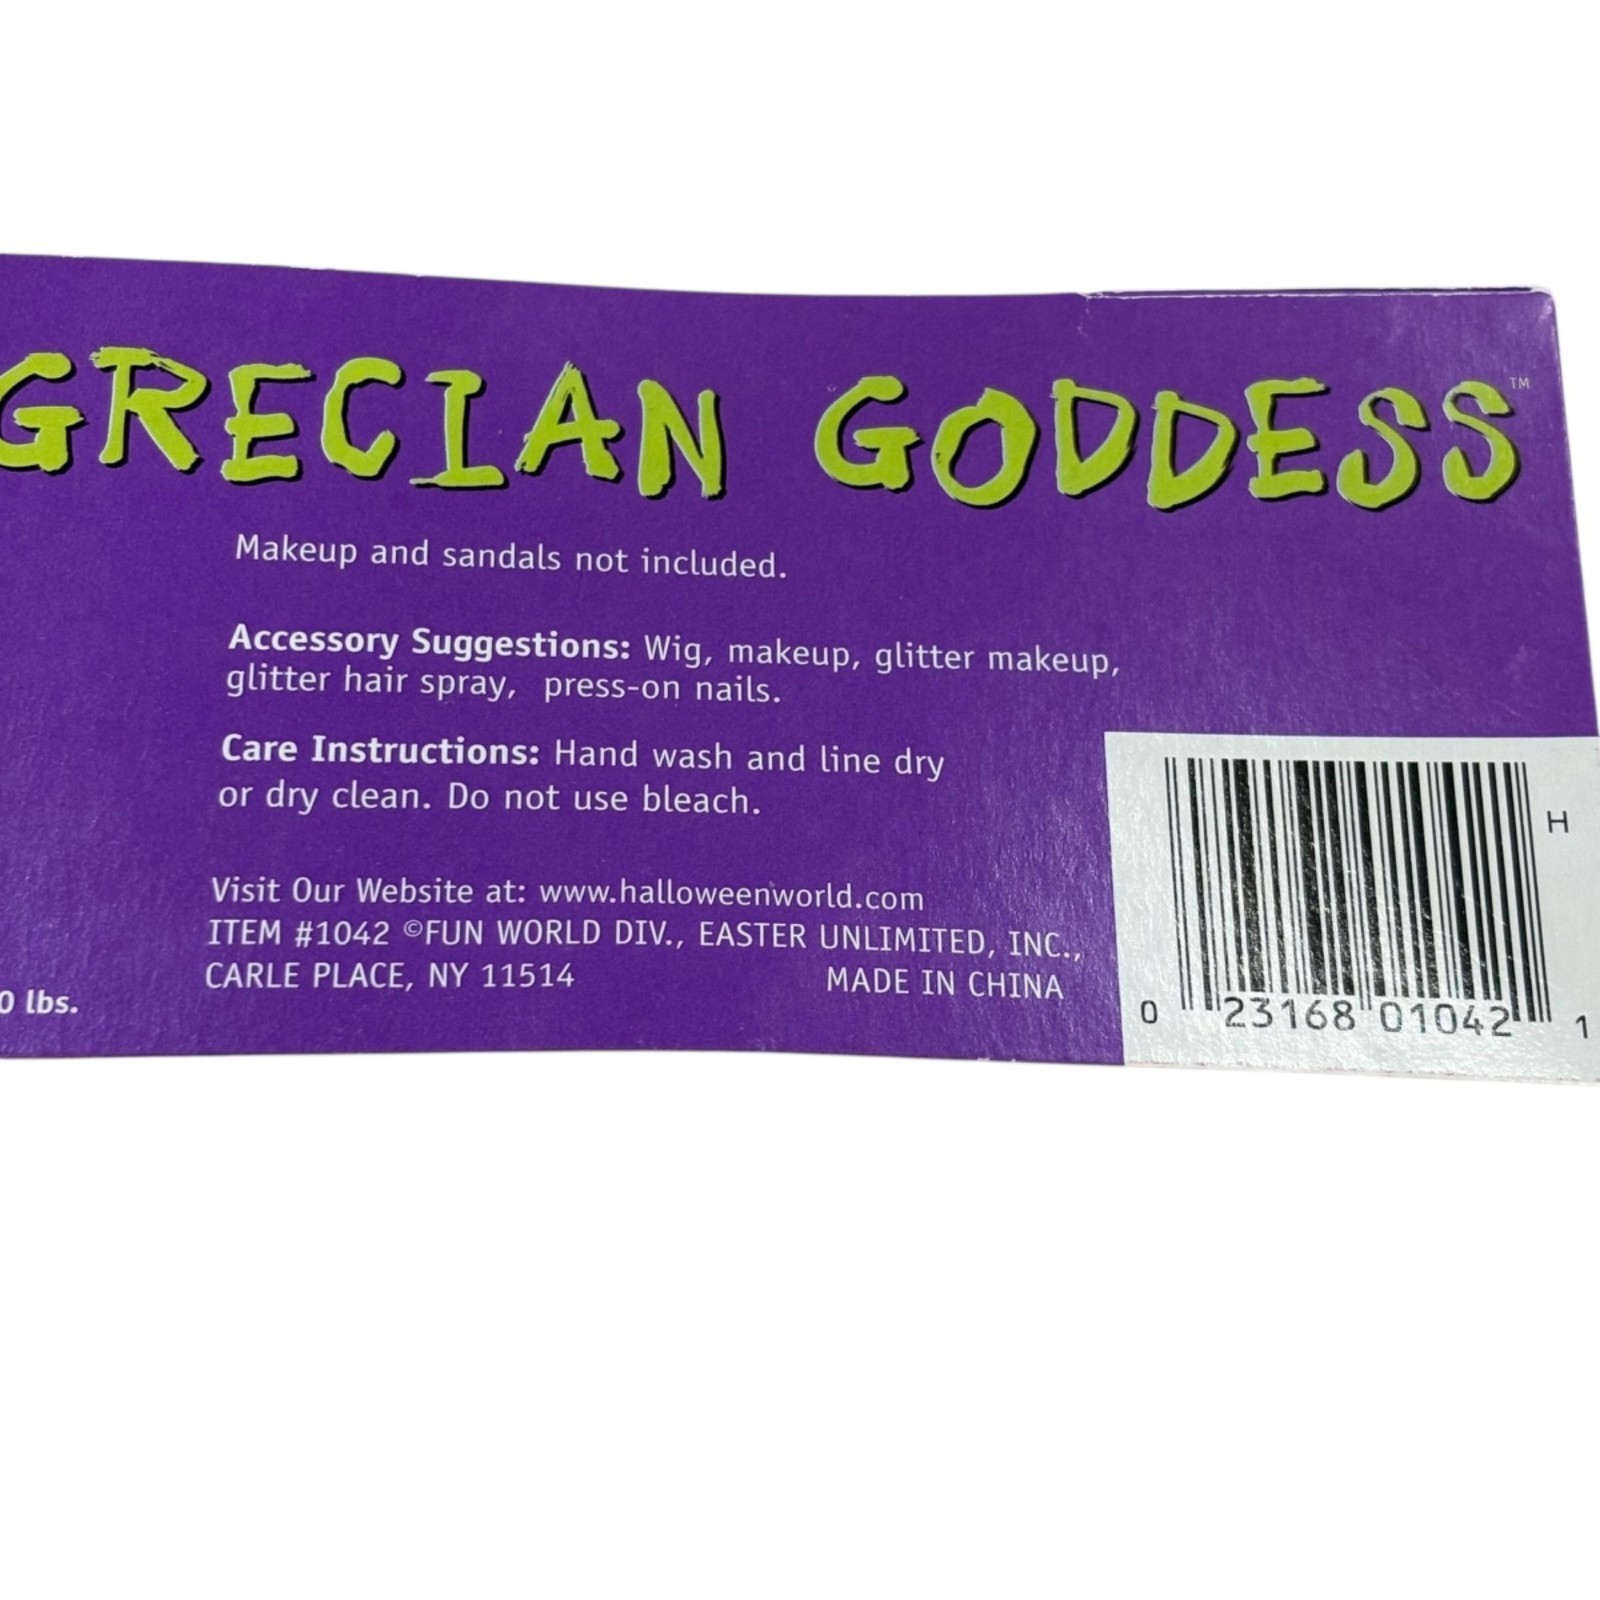 GRECIAN GODDESS™
Makeup and sandals not included.
Accessory Suggestions: Wig, makeup, glitter makeup,
glitter hair spray, press-on nails.
Care Instructions: Hand wash and line dry
or dry clean. Do not use bleach.
Visit Our Website at: www.halloweenworld.com
ITEM #1042 ©FUN WORLD DIV., EASTER UNLIMITED, INC.,
CARLE PLACE, NY 11514 MADE IN CHINA
0 lbs.
H
0 23168 01042 1